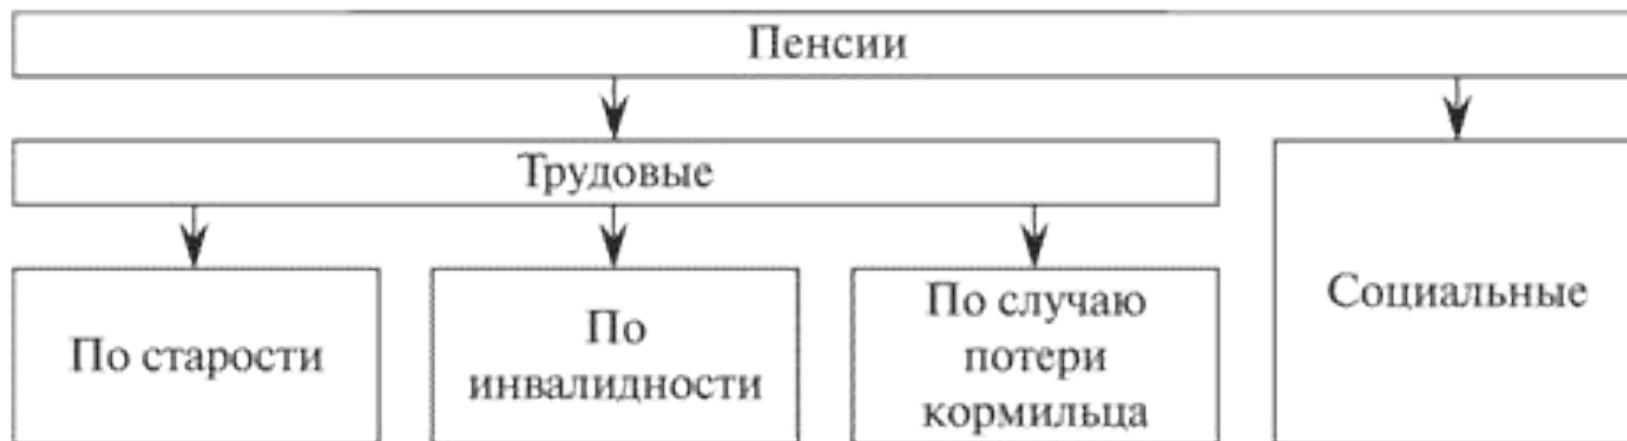 Пенсии
Трудовые
Социальные
По старости
По
инвалидности
По случаю
потери
кормильца